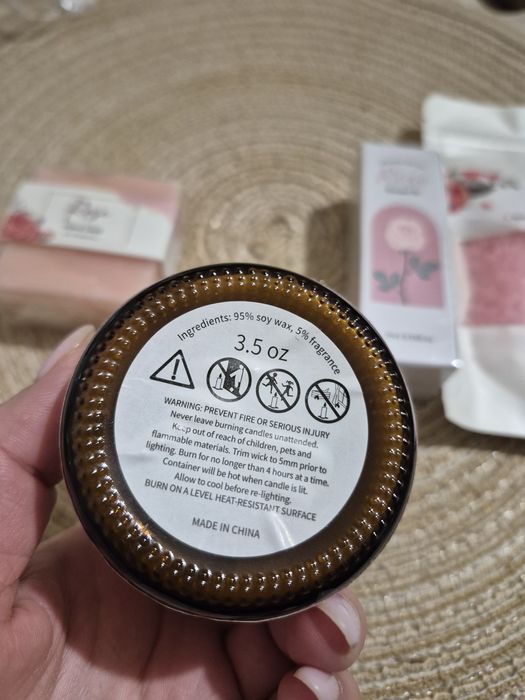 Ingredients: 95% soy wax, 5% fragrance
3.5 oz
WARNING: PREVENT FIRE OR SERIOUS INJURY
Never leave burning candles unattended.
Keep out of reach of children, pets and
flammable materials. Trim wick to 5mm prior to
lighting. Burn for no longer than 4 hours at a time.
Container will be hot when candle is lit.
Allow to cool before re-lighting.
BURN ON A LEVEL HEAT-RESISTANT SURFACE
MADE IN CHINA